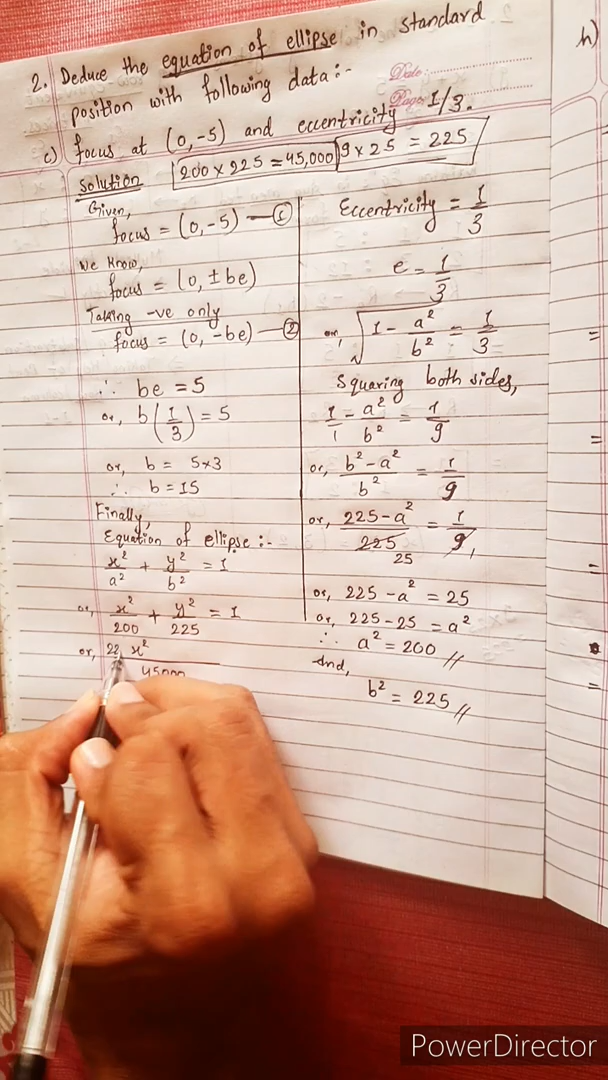 2. Deduce the equation of ellipse in standard
position with following data:-
Date
Page
c) focus at (0,-5) and eccentricity 1/3.
200 x 225 = 45,000 9 x 25 = 225
Solution
Given,
focus = (0,-5) — ①
We Know,
focus = (0, ± be)
Taking -ve only
focus = (0, -be) — ②
∴ be = 5
or, b(1/3) = 5
or, b = 5x3
∴ b = 15
Finally,
Equation of ellipse :-
x²/a² + y²/b² = 1
or, x²/200 + y²/225 = 1
or, 22 x²
45000
Eccentricity = 1/3
e = 1/3
or, √(1 - a²/b²) = 1/3
Squaring both sides,
1/1 - a²/b² = 1/9
or, b²-a²/b² = 1/9
or, 225-a²/225 = 1/9
25 1
or, 225 - a² = 25
or, 225 - 25 = a²
∴ a² = 200 //
And,
b² = 225 //
h)
=
=
=
=
PowerDirector